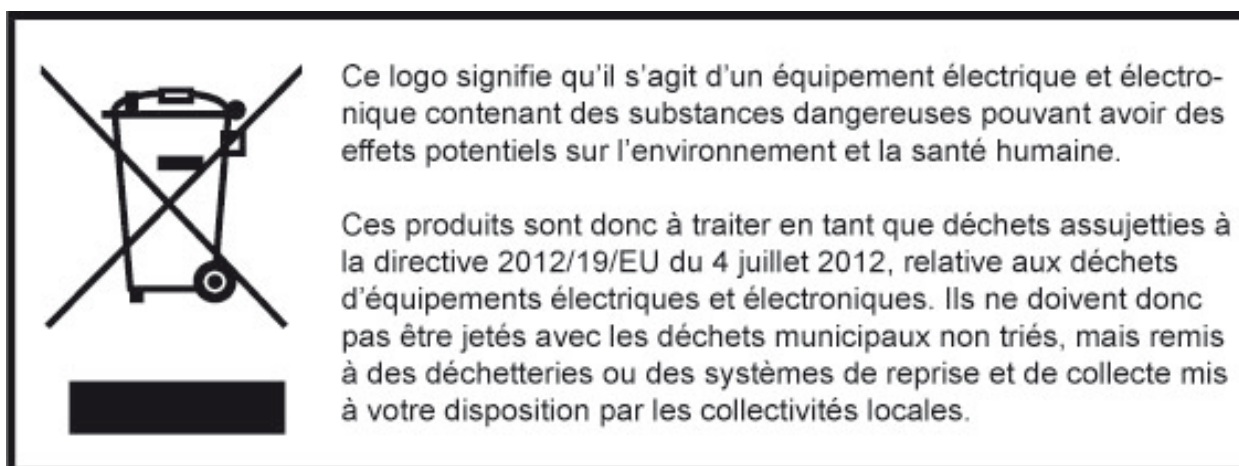 Ce logo signifie qu'il s'agit d'un équipement électrique et électro-
nique contenant des substances dangereuses pouvant avoir des
effets potentiels sur l'environnement et la santé humaine.
Ces produits sont donc à traiter en tant que déchets assujetties à
la directive 2012/19/EU du 4 juillet 2012, relative aux déchets
d'équipements électriques et électroniques. Ils ne doivent donc
pas être jetés avec les déchets municipaux non triés, mais remis
à des déchetteries ou des systèmes de reprise et de collecte mis
à votre disposition par les collectivités locales.